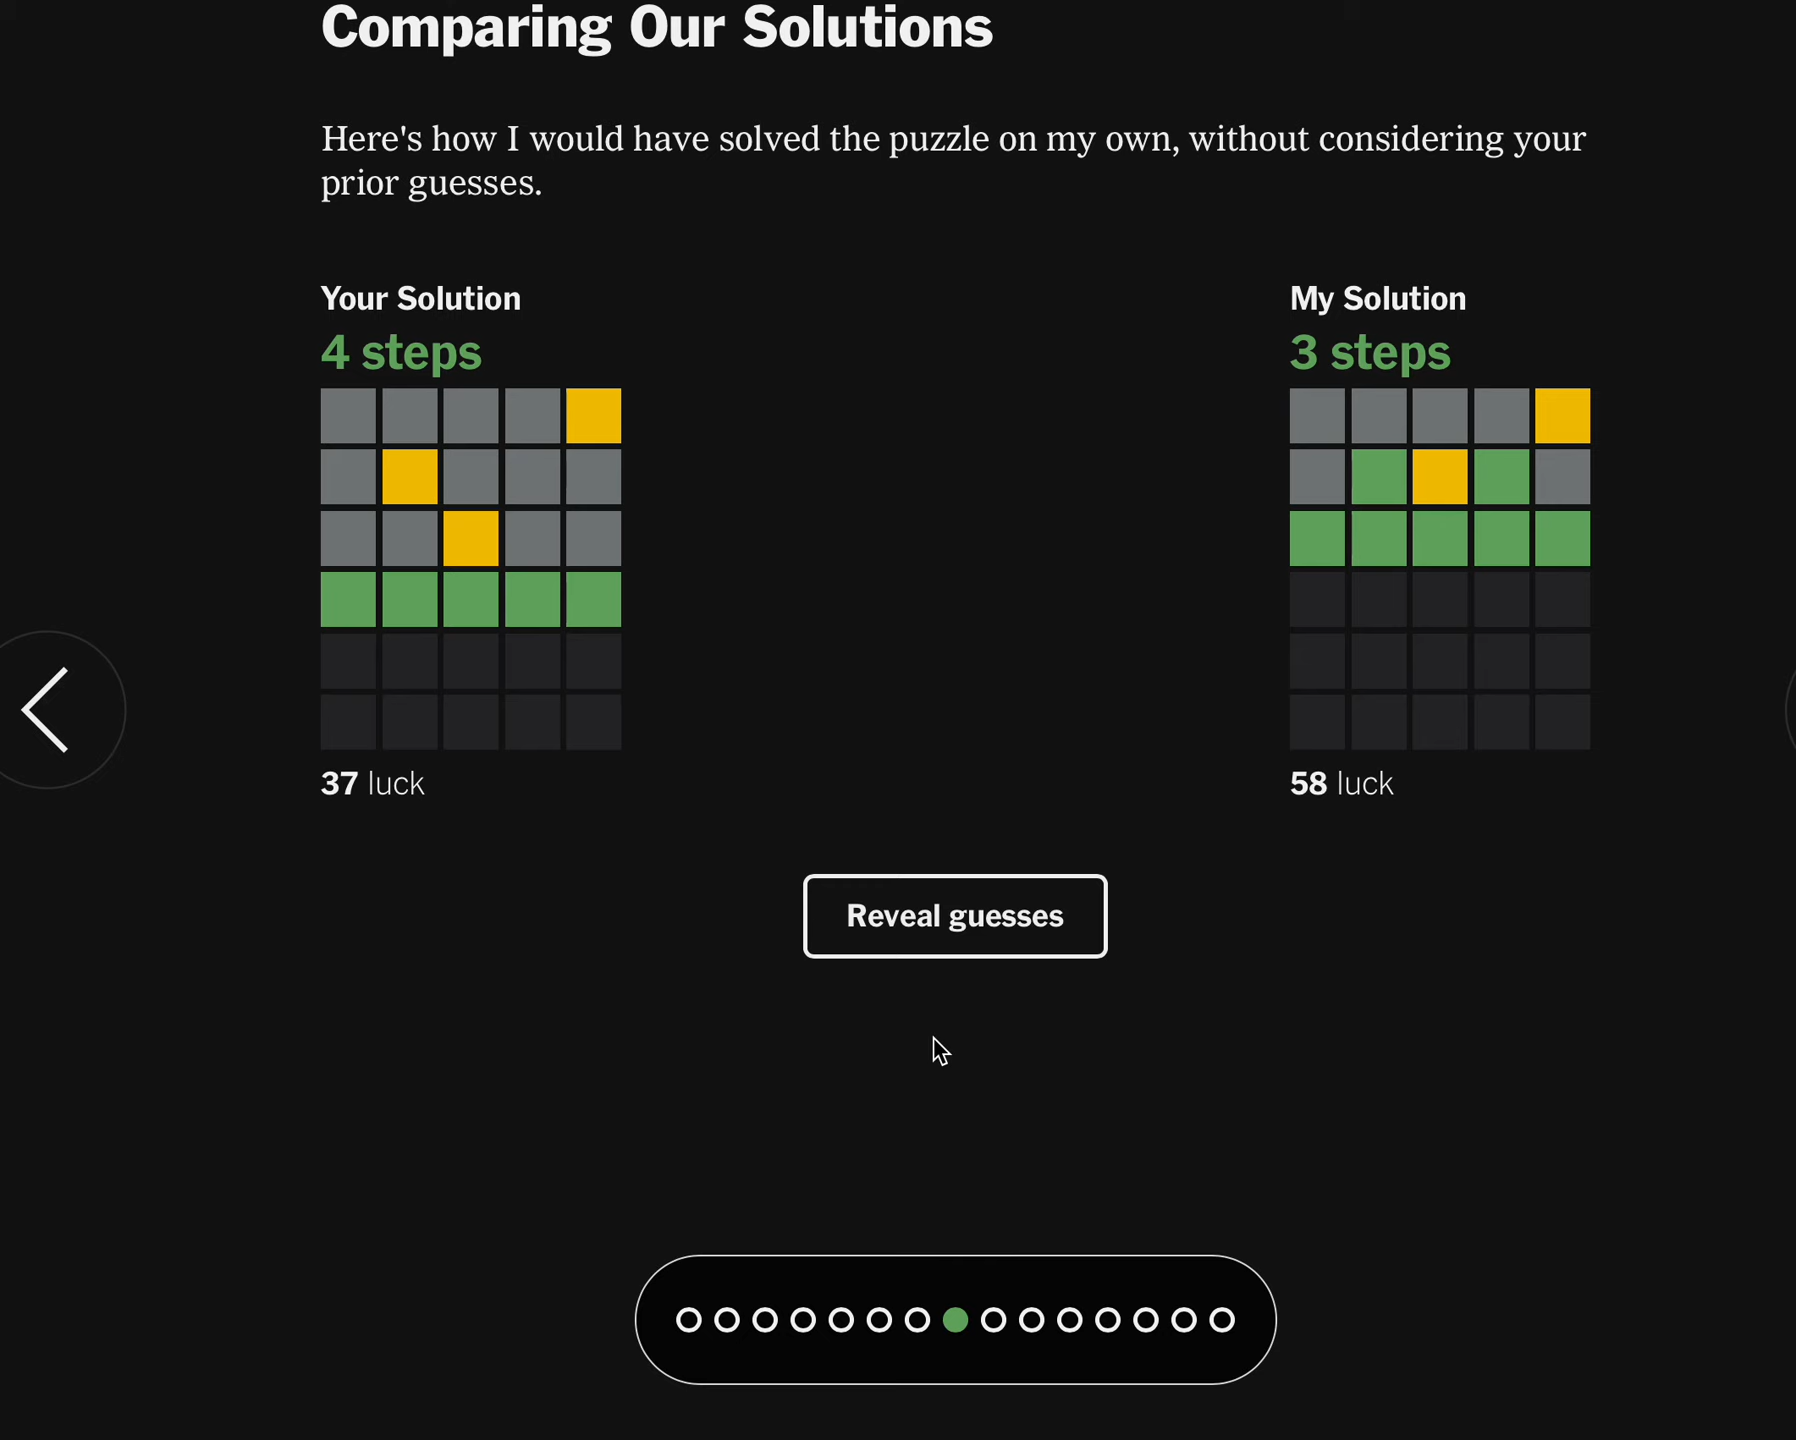 Comparing Our Solutions
Here's how I would have solved the puzzle on my own, without considering your
prior guesses.
Your Solution
4 steps
37 luck
My Solution
3 steps
58 luck
Reveal guesses